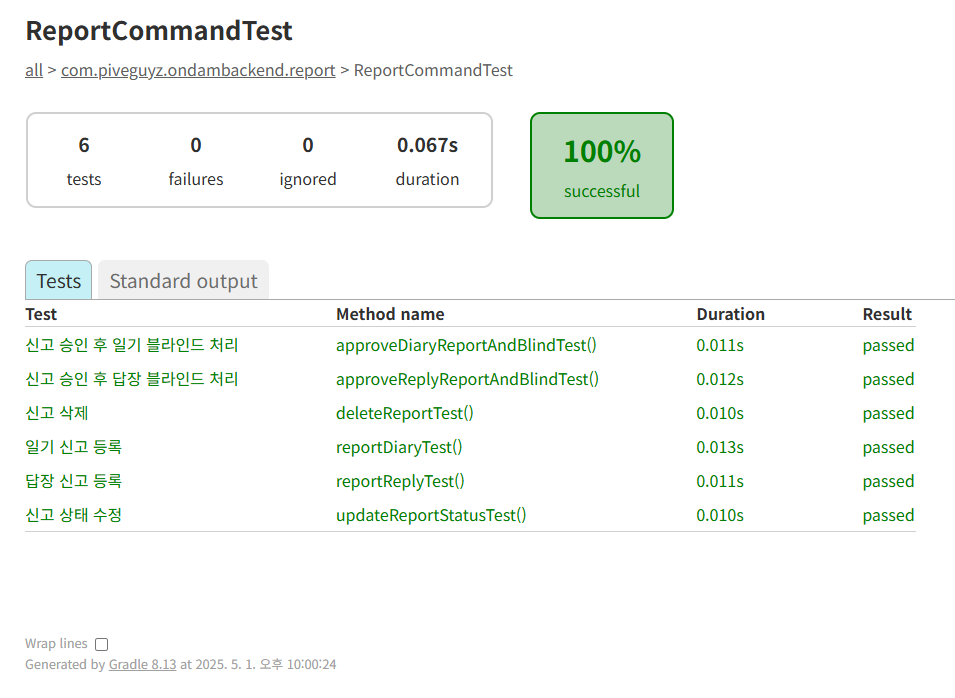 ReportCommandTest
all > com.piveguyz.ondambackend.report > ReportCommandTest
6 0 0 0.067s
tests failures ignored duration
100%
successful
Tests Standard output
Test Method name Duration Result
신고 승인 후 일기 블라인드 처리 approveDiaryReportAndBlindTest() 0.011s passed
신고 승인 후 답장 블라인드 처리 approveReplyReportAndBlindTest() 0.012s passed
신고 삭제 deleteReportTest() 0.010s passed
일기 신고 등록 reportDiaryTest() 0.013s passed
답장 신고 등록 reportReplyTest() 0.011s passed
신고 상태 수정 updateReportStatusTest() 0.010s passed
Wrap lines
Generated by Gradle 8.13 at 2025. 5. 1. 오후 10:00:24